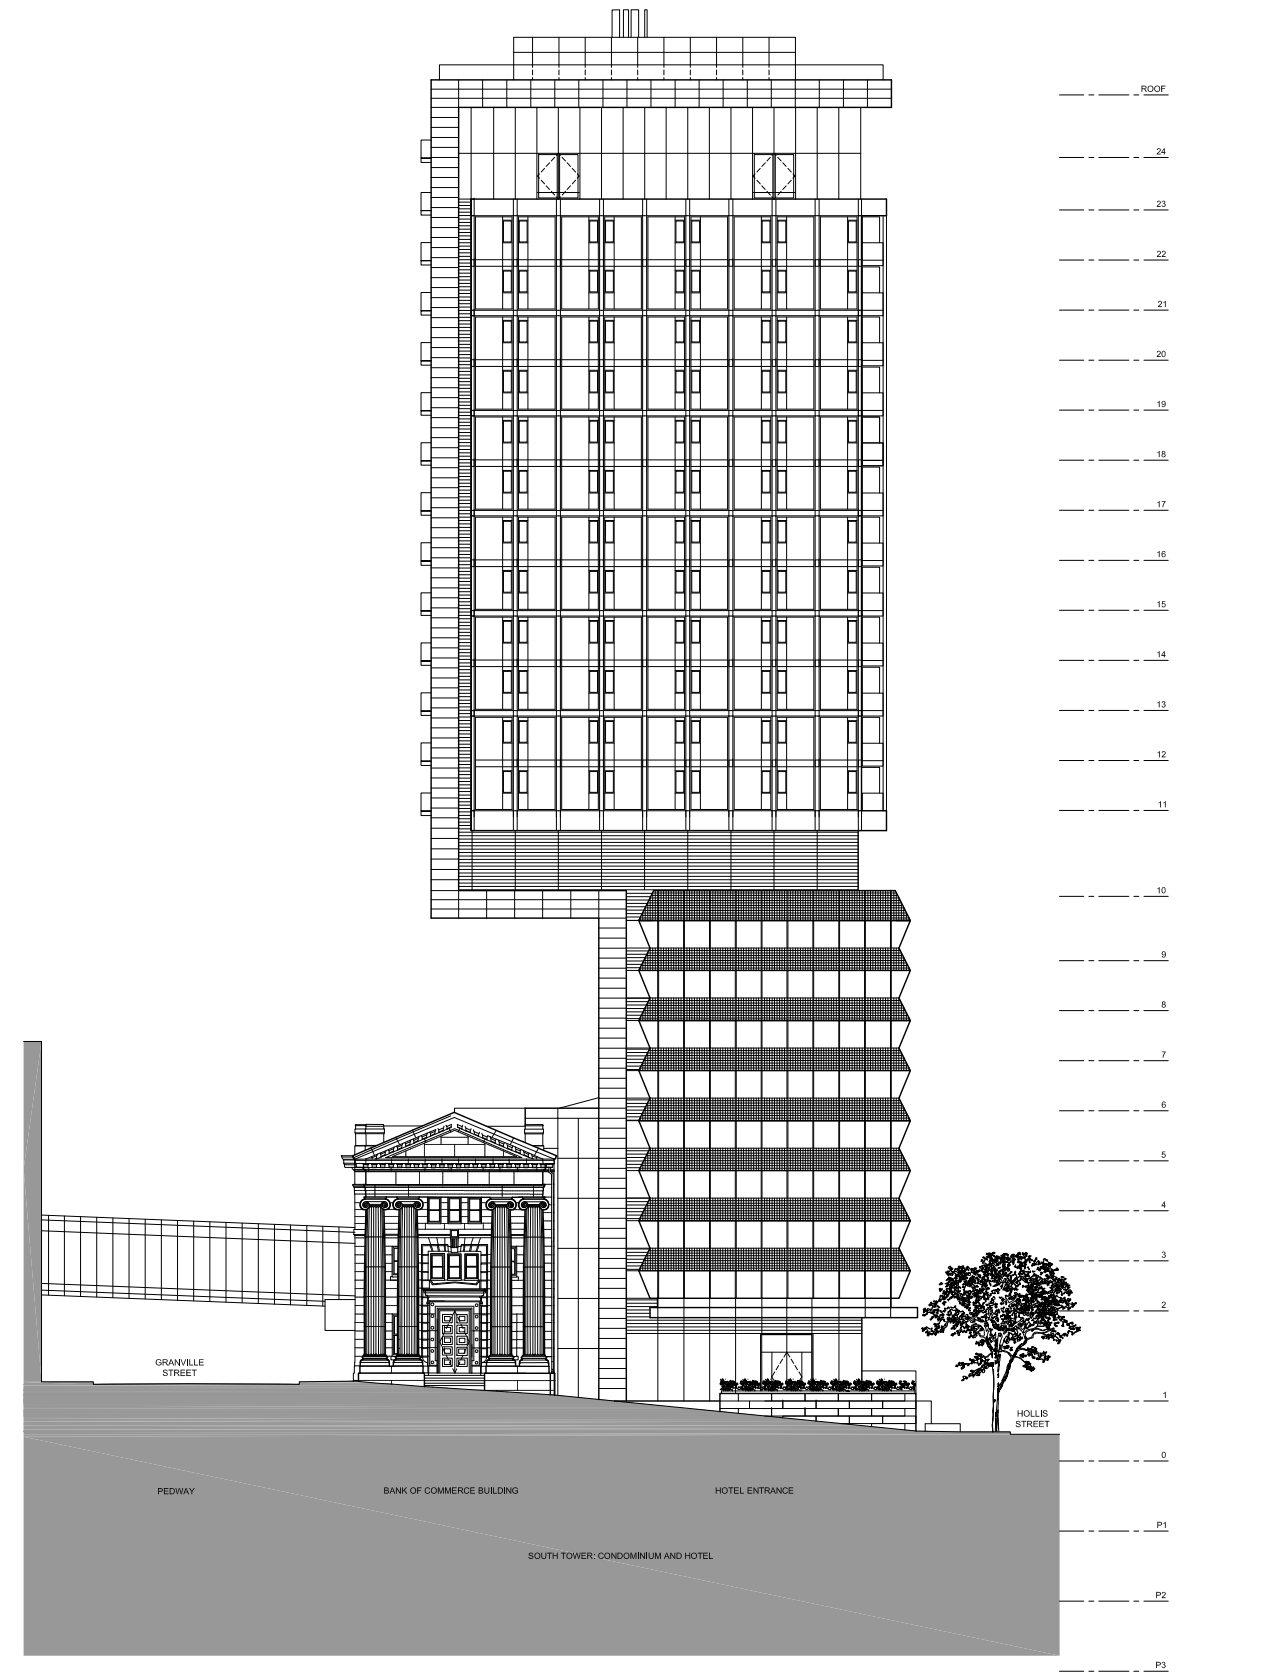 ROOF
24
23
22
21
20
19
18
17
16
15
14
13
12
11
10
9
8
7
6
5
4
3
2
GRANVILLE
STREET
1
HOLLIS
STREET
0
PEDWAY
BANK OF COMMERCE BUILDING
HOTEL ENTRANCE
P1
SOUTH TOWER: CONDOMINIUM AND HOTEL
P2
P3